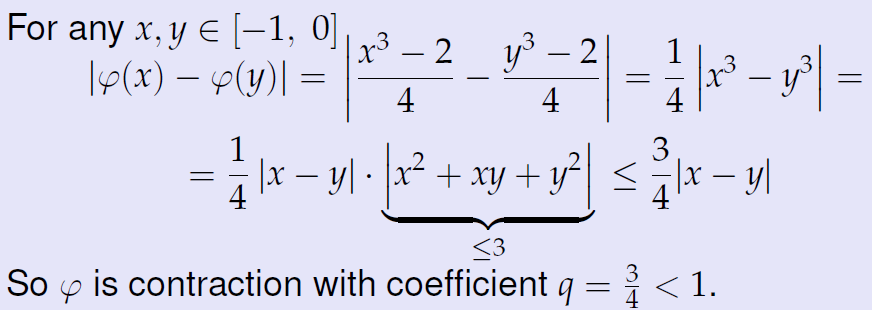 For any x, y ∈ [−1, 0]
|φ(x) − φ(y)| = |(x³ − 2)/4 − (y³ − 2)/4| = 1/4 |x³ − y³| =
= 1/4 |x − y| · |x² + xy + y²| ≤ 3/4 |x − y|
≤3
So φ is contraction with coefficient q = 3/4 < 1.